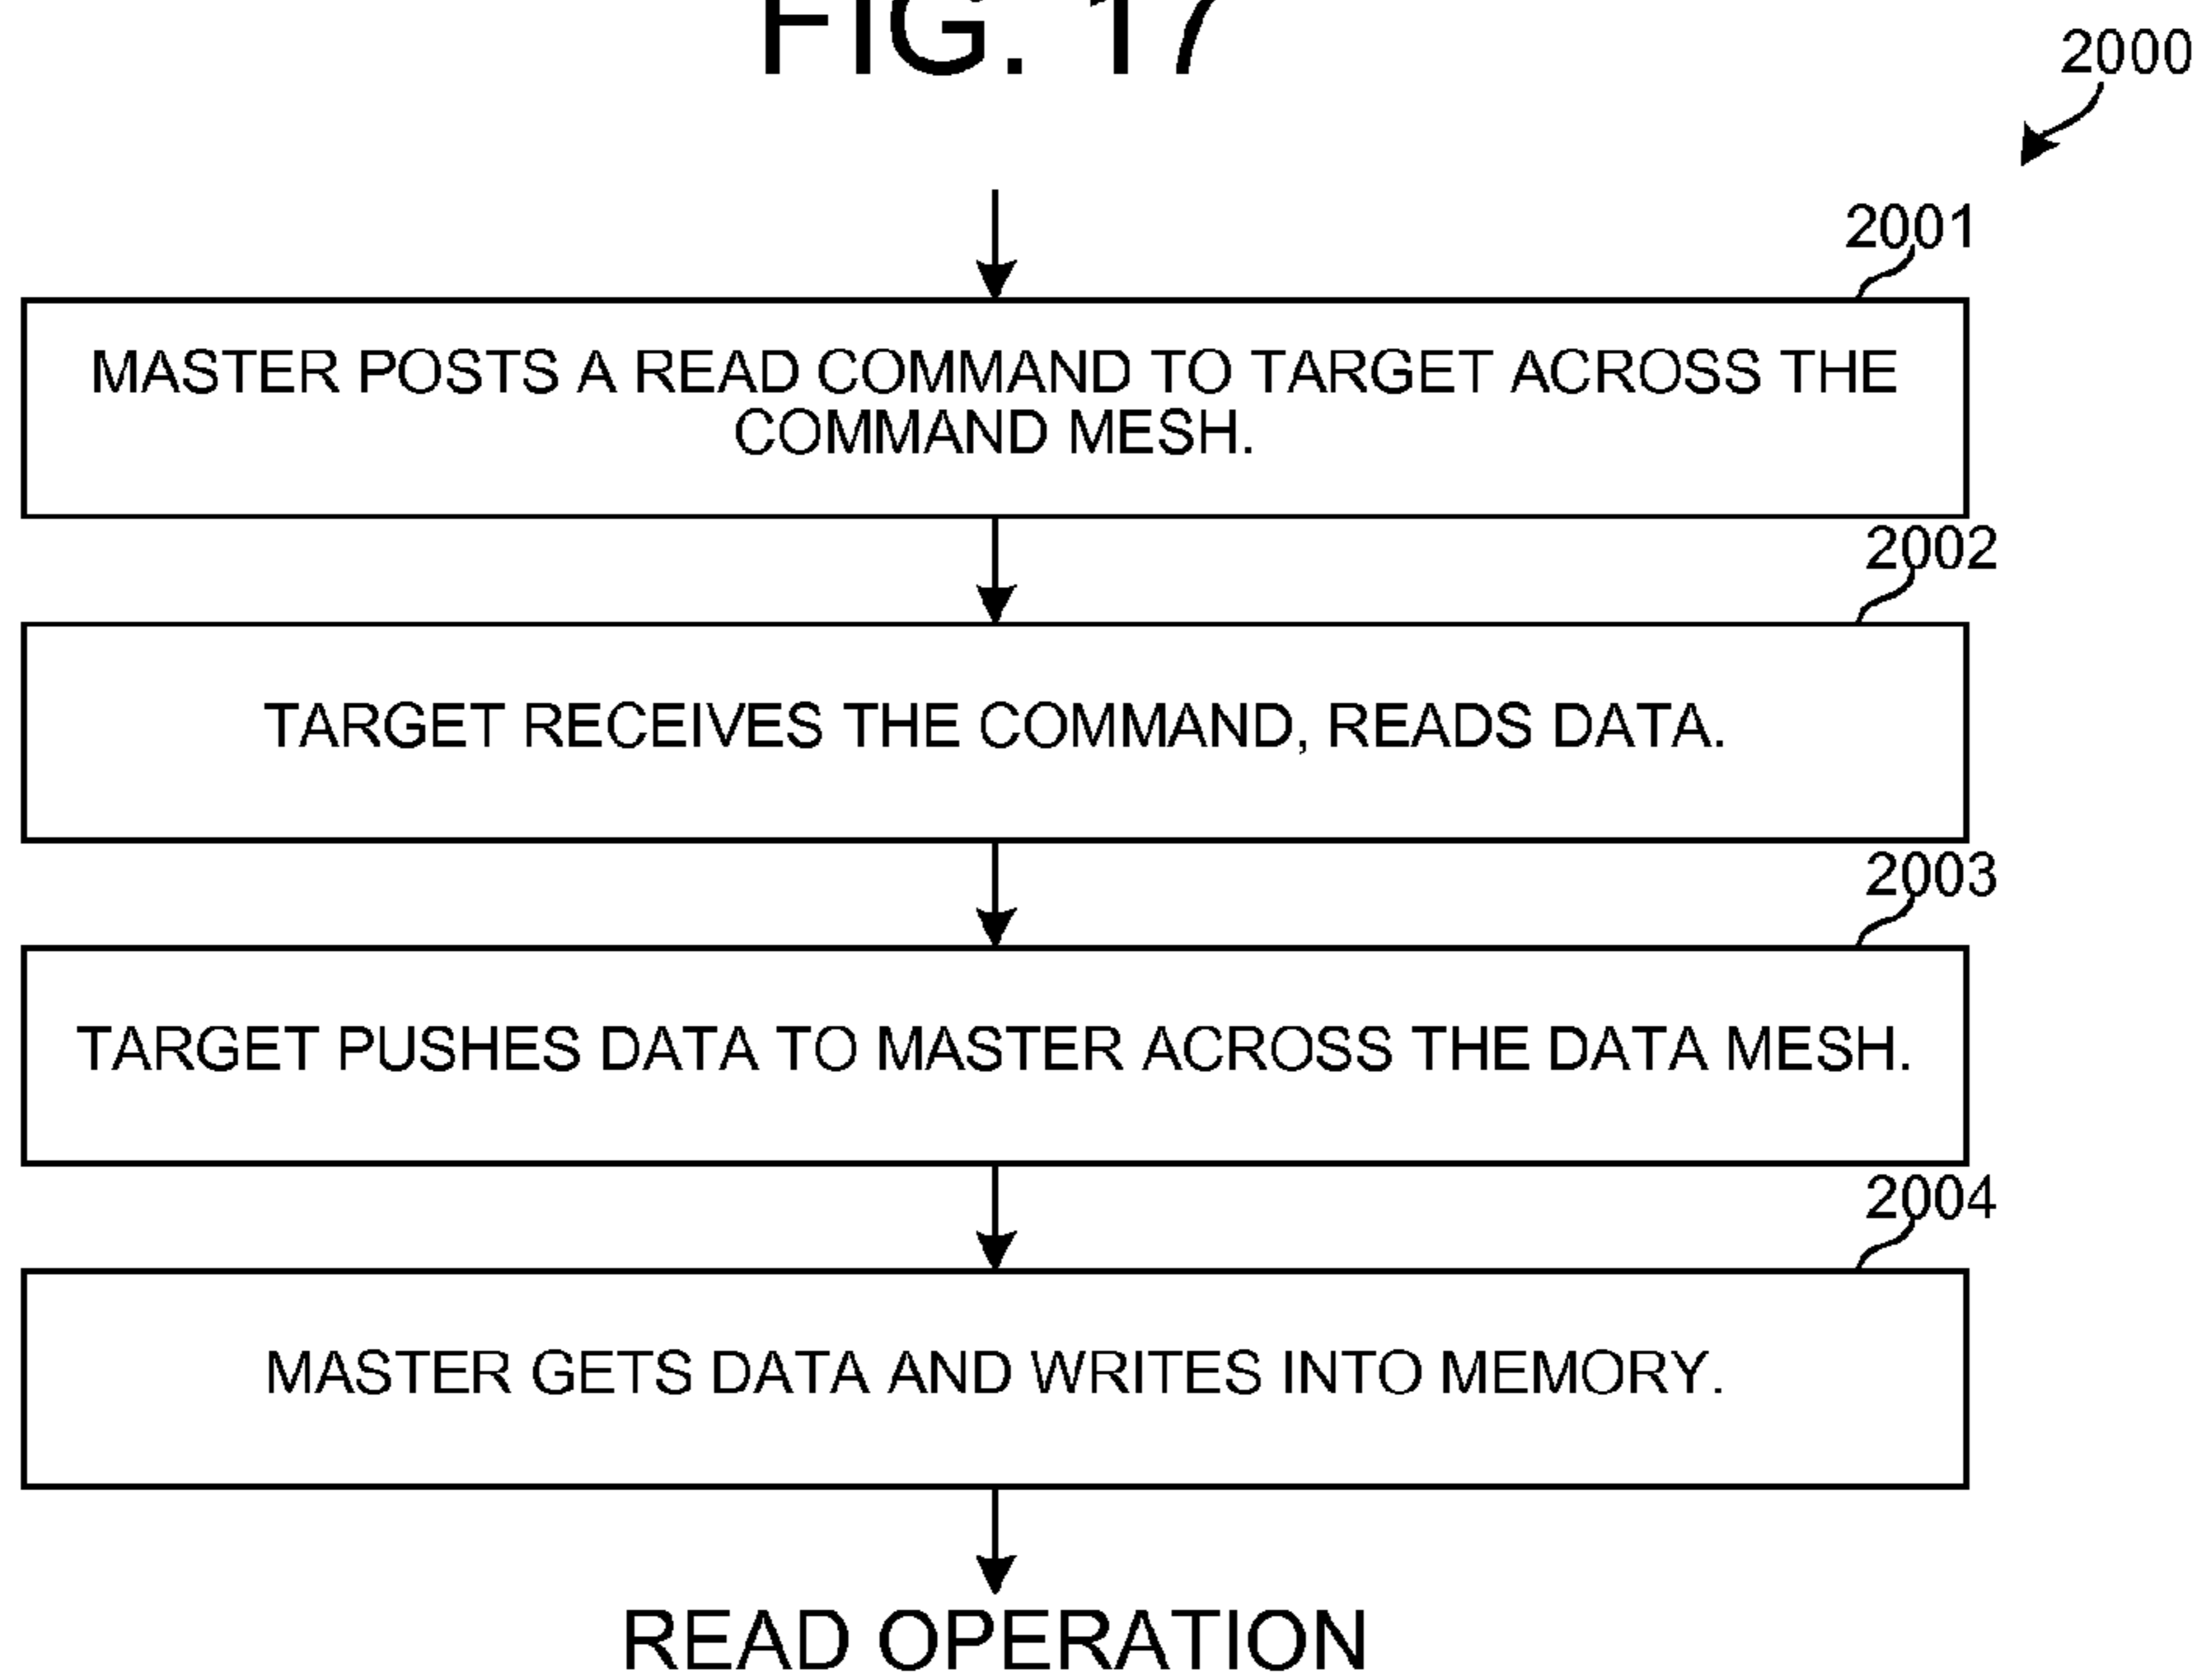 FIG. 17
2000
2001
MASTER POSTS A READ COMMAND TO TARGET ACROSS THE
COMMAND MESH.
2002
TARGET RECEIVES THE COMMAND, READS DATA.
2003
TARGET PUSHES DATA TO MASTER ACROSS THE DATA MESH.
2004
MASTER GETS DATA AND WRITES INTO MEMORY.
READ OPERATION